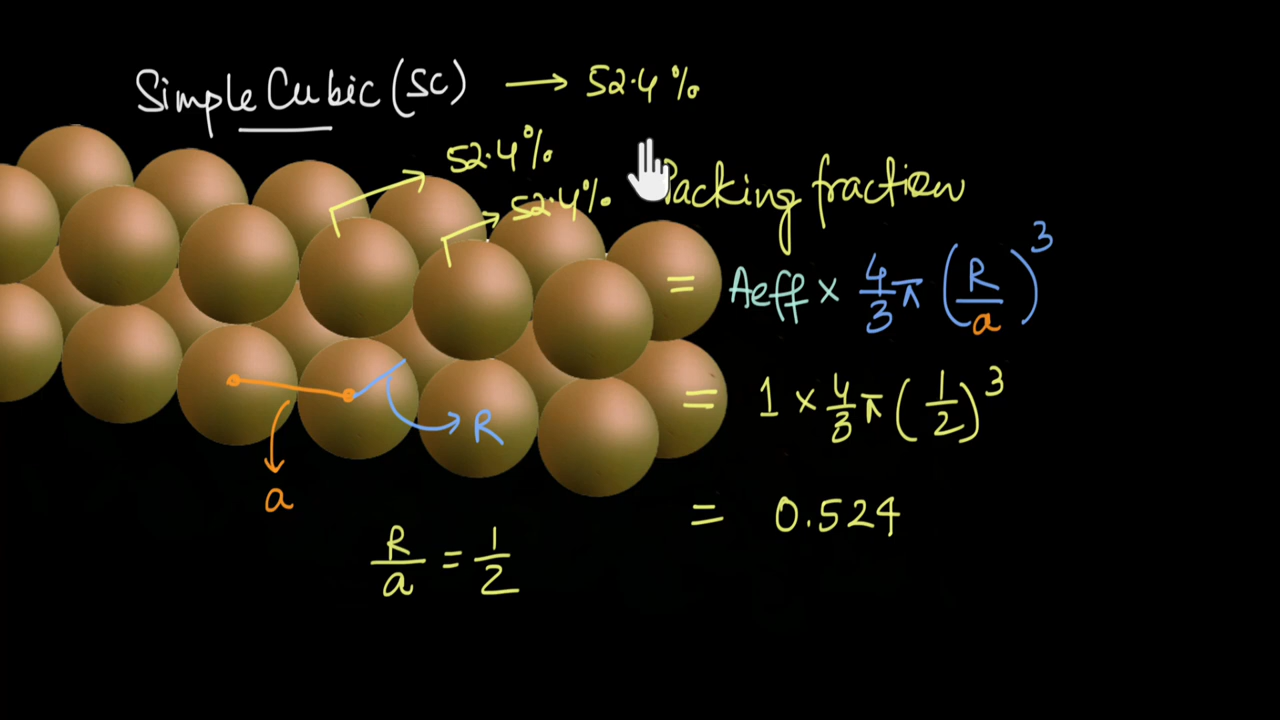 Simple Cubic (SC) → 52.4%
52.4%
52.4%
Packing fraction
= Aeff × 4/3 π (R/a)^3
= 1 × 4/3 π (1/2)^3
R
a
= 0.524
R/a = 1/2